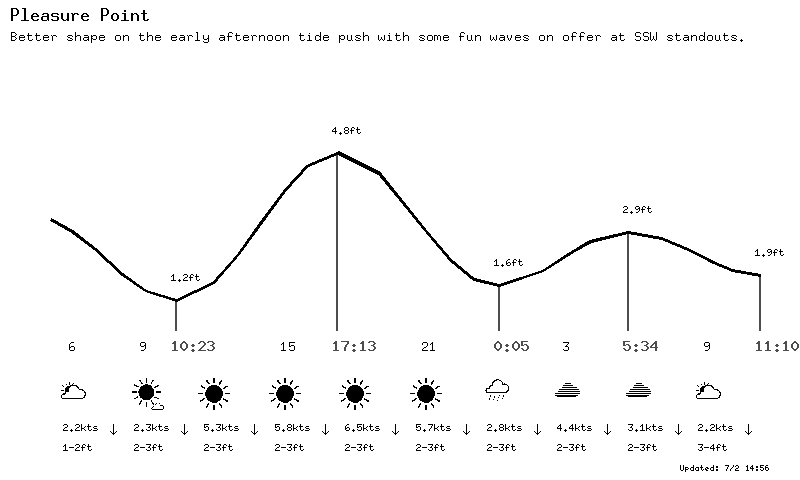 Pleasure Point
Better shape on the early afternoon tide push with some fun waves on offer at SSW standouts.
4.8ft
2.9ft
1.9ft
1.6ft
1.2ft
6 9 10:23 15 17:13 21 0:05 3 5:34 9 11:10
2.2kts ↓ 2.3kts ↓ 5.3kts ↓ 5.8kts ↓ 6.5kts ↓ 5.7kts ↓ 2.8kts ↓ 4.4kts ↓ 3.1kts ↓ 2.2kts ↓
1-2ft 2-3ft 2-3ft 2-3ft 2-3ft 2-3ft 2-3ft 2-3ft 2-3ft 3-4ft
Updated: 7/2 14:56